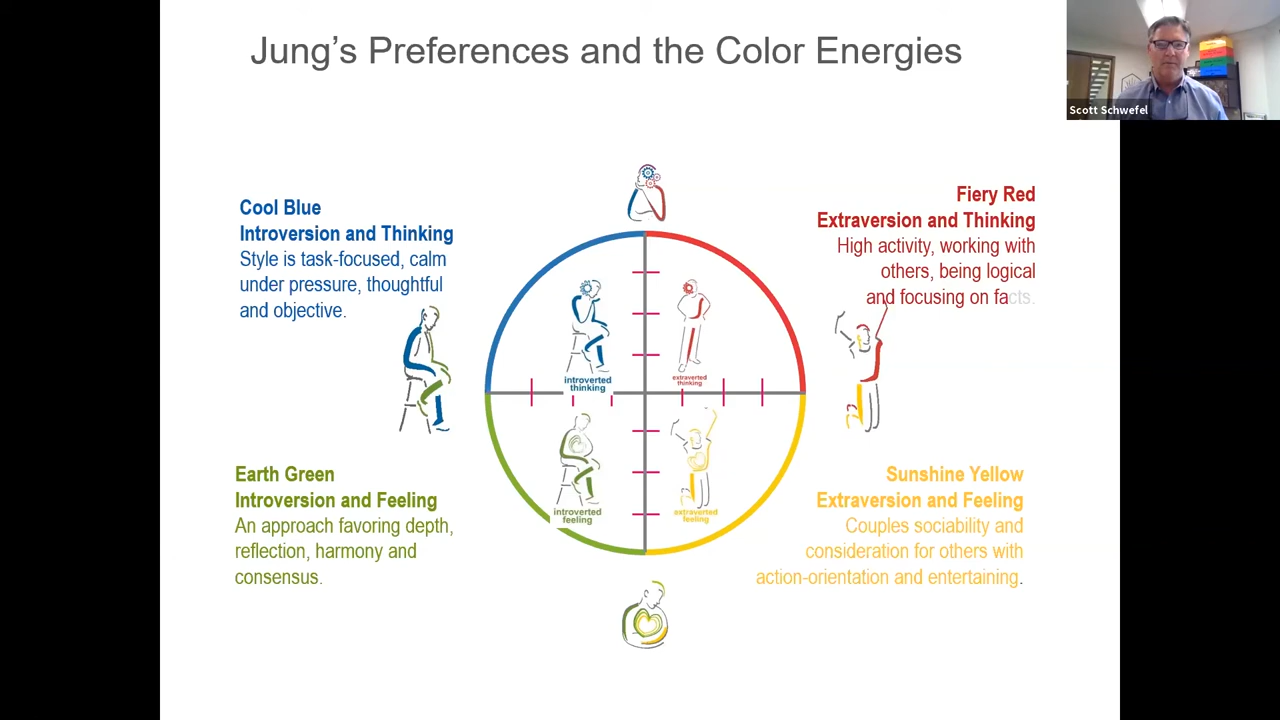 Jung's Preferences and the Color Energies
Scott Schwefel
Cool Blue
Introversion and Thinking
Style is task-focused, calm
under pressure, thoughtful
and objective.
Fiery Red
Extraversion and Thinking
High activity, working with
others, being logical
and focusing on facts.
introverted
thinking
extraverted
thinking
introverted
feeling
extraverted
feeling
Earth Green
Introversion and Feeling
An approach favoring depth,
reflection, harmony and
consensus.
Sunshine Yellow
Extraversion and Feeling
Couples sociability and
consideration for others with
action-orientation and entertaining.